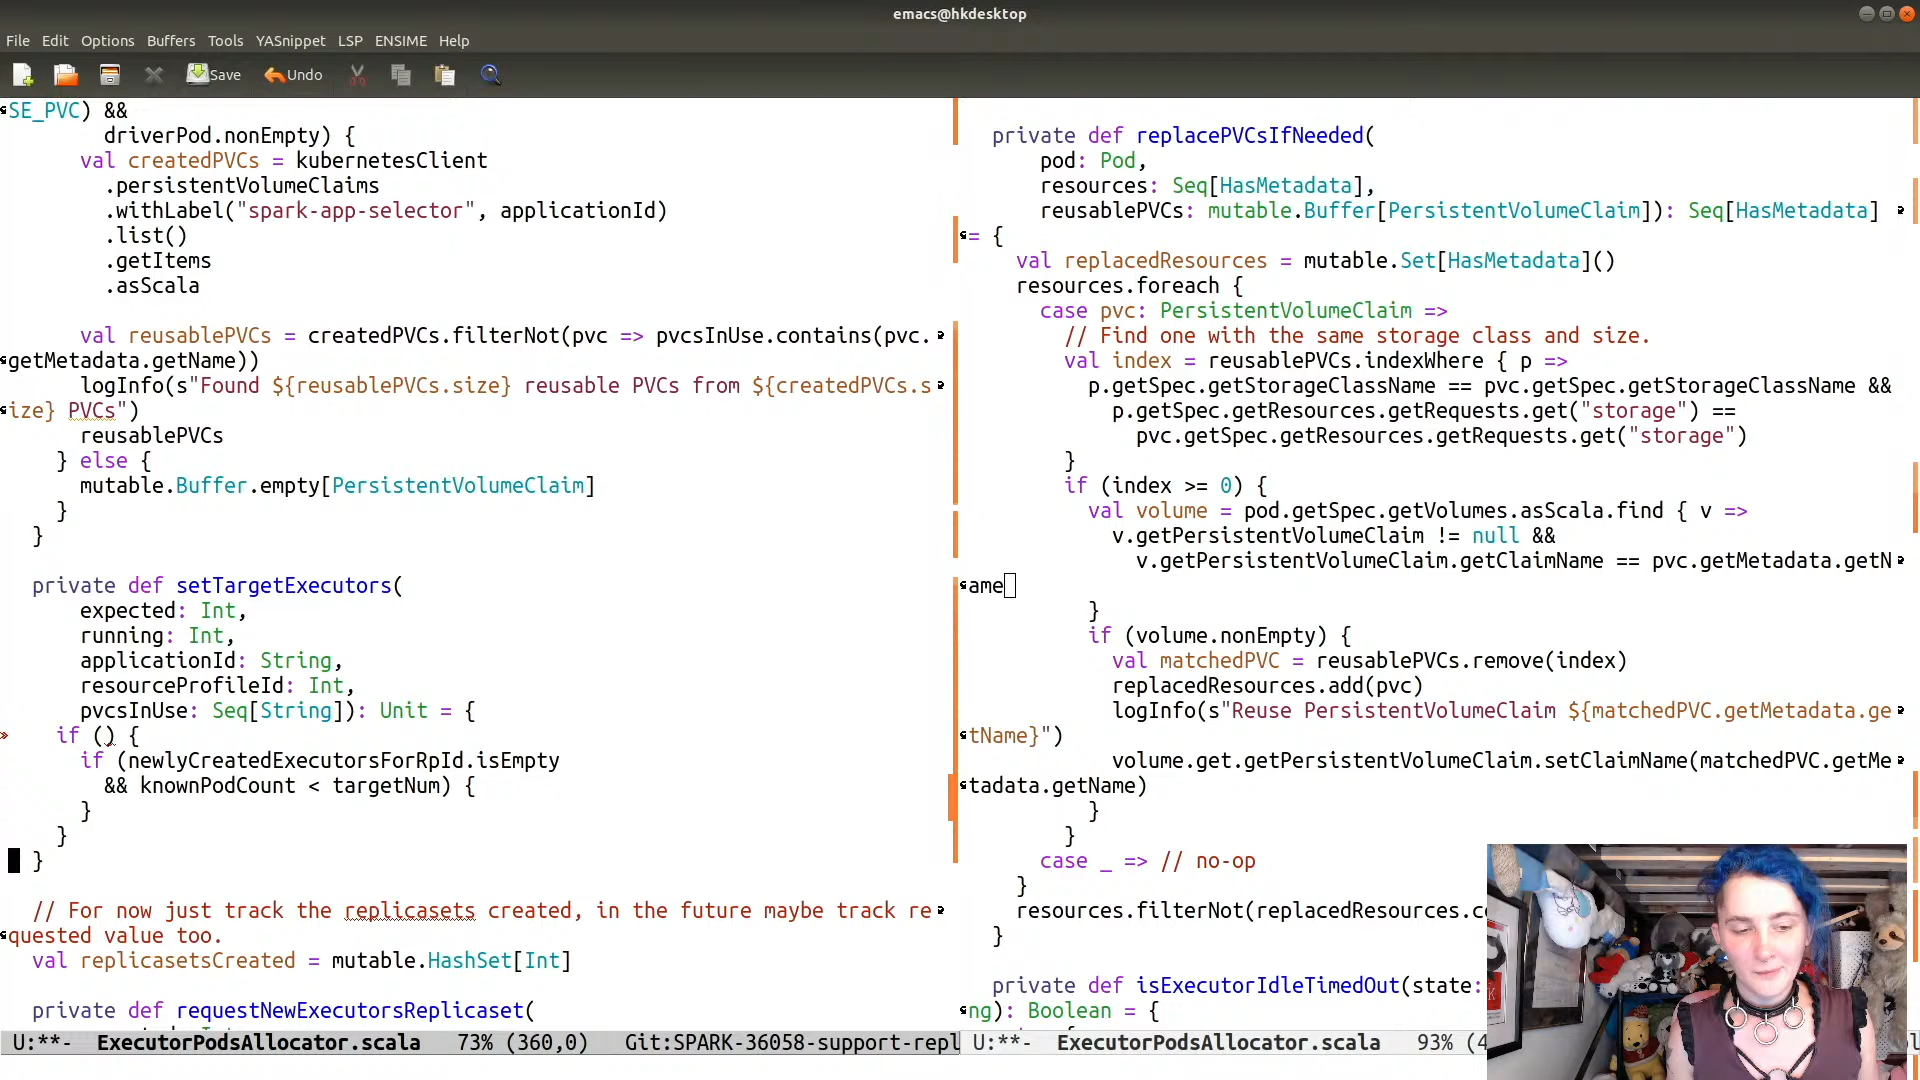 emacs@hkdesktop
File Edit Options Buffers Tools YASnippet LSP ENSIME Help
Save Undo
SE_PVC) &&
driverPod.nonEmpty) {
val createdPVCs = kubernetesClient
.persistentVolumeClaims
.withLabel("spark-app-selector", applicationId)
.list()
.getItems
.asScala
val reusablePVCs = createdPVCs.filterNot(pvc => pvcsInUse.contains(pvc.
getMetadata.getName))
logInfo(s"Found ${reusablePVCs.size} reusable PVCs from ${createdPVCs.s
ize} PVCs")
reusablePVCs
} else {
mutable.Buffer.empty[PersistentVolumeClaim]
}
}
private def setTargetExecutors(
expected: Int,
running: Int,
applicationId: String,
resourceProfileId: Int,
pvcsInUse: Seq[String]): Unit = {
if () {
if (newlyCreatedExecutorsForRpId.isEmpty
&& knownPodCount < targetNum) {
}
}
}
// For now just track the replicasets created, in the future maybe track re
quested value too.
val replicasetsCreated = mutable.HashSet[Int]
private def requestNewExecutorsReplicaset(
U:**- ExecutorPodsAllocator.scala 73% (360,0) Git:SPARK-36058-support-repl
private def replacePVCsIfNeeded(
pod: Pod,
resources: Seq[HasMetadata],
reusablePVCs: mutable.Buffer[PersistentVolumeClaim]): Seq[HasMetadata]
= {
val replacedResources = mutable.Set[HasMetadata]()
resources.foreach {
case pvc: PersistentVolumeClaim =>
// Find one with the same storage class and size.
val index = reusablePVCs.indexWhere { p =>
p.getSpec.getStorageClassName == pvc.getSpec.getStorageClassName &&
p.getSpec.getResources.getRequests.get("storage") ==
pvc.getSpec.getResources.getRequests.get("storage")
}
if (index >= 0) {
val volume = pod.getSpec.getVolumes.asScala.find { v =>
v.getPersistentVolumeClaim != null &&
v.getPersistentVolumeClaim.getClaimName == pvc.getMetadata.getN
ame
}
if (volume.nonEmpty) {
val matchedPVC = reusablePVCs.remove(index)
replacedResources.add(pvc)
logInfo(s"Reuse PersistentVolumeClaim ${matchedPVC.getMetadata.ge
tName}")
volume.get.getPersistentVolumeClaim.setClaimName(matchedPVC.getMe
tadata.getName)
}
}
case _ => // no-op
}
resources.filterNot(replacedResources.c
}
private def isExecutorIdleTimedOut(state:
ng): Boolean = {
U:**- ExecutorPodsAllocator.scala 93% (4